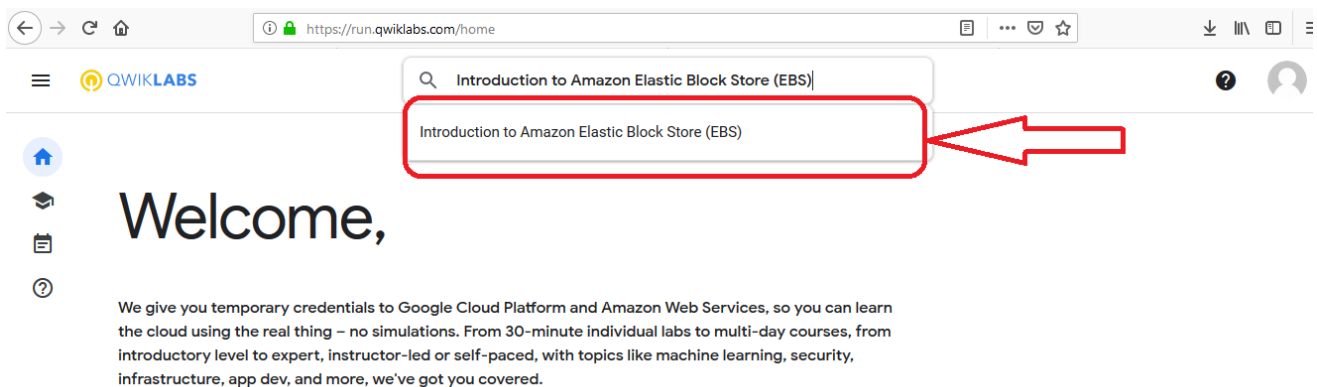 https://run.qwiklabs.com/home
QWIKLABS
Introduction to Amazon Elastic Block Store (EBS)
Introduction to Amazon Elastic Block Store (EBS)
Welcome,
We give you temporary credentials to Google Cloud Platform and Amazon Web Services, so you can learn
the cloud using the real thing – no simulations. From 30-minute individual labs to multi-day courses, from
introductory level to expert, instructor-led or self-paced, with topics like machine learning, security,
infrastructure, app dev, and more, we've got you covered.